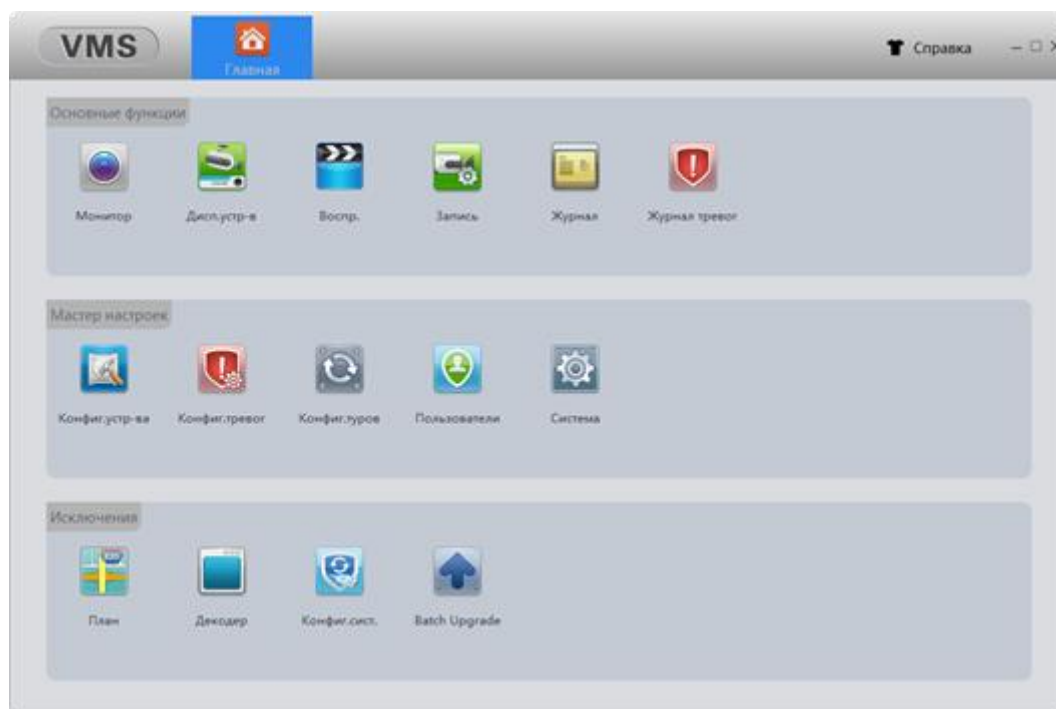 VMS
Главная
Справка
Основные функции
Монитор
Дисп.устр-в
Воспр.
Запись
Журнал
Журнал тревог
Мастер настроек
Конфиг.устр-ва
Конфиг.тревог
Конфиг.туров
Пользователи
Система
Исключения
План
Декодер
Конфиг.сист.
Batch Upgrade